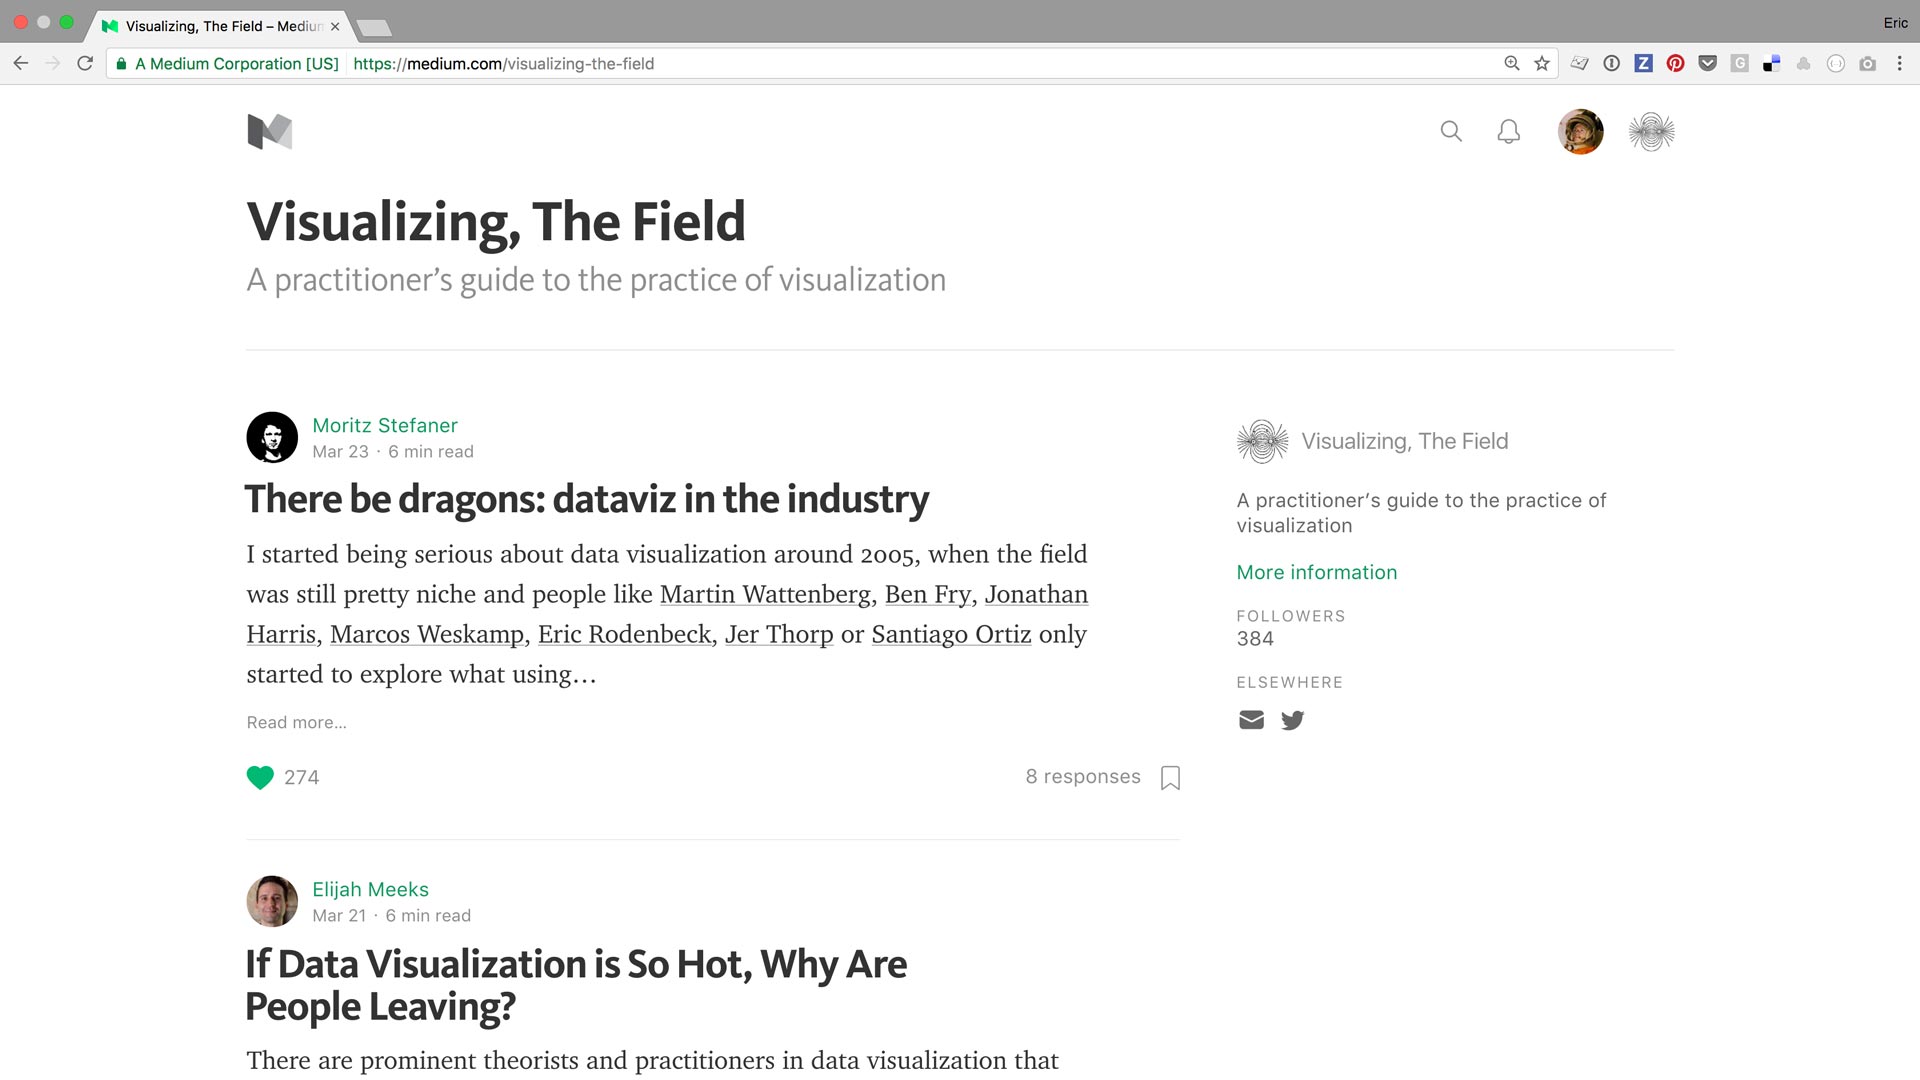 Visualizing, The Field – Medium
Eric
A Medium Corporation [US]
https://medium.com/visualizing-the-field
Visualizing, The Field
A practitioner’s guide to the practice of visualization
Moritz Stefaner
Mar 23 · 6 min read
There be dragons: dataviz in the industry
I started being serious about data visualization around 2005, when the field
was still pretty niche and people like Martin Wattenberg, Ben Fry, Jonathan
Harris, Marcos Weskamp, Eric Rodenbeck, Jer Thorp or Santiago Ortiz only
started to explore what using…
Read more…
274
8 responses
Visualizing, The Field
A practitioner’s guide to the practice of
visualization
More information
FOLLOWERS
384
ELSEWHERE
Elijah Meeks
Mar 21 · 6 min read
If Data Visualization is So Hot, Why Are
People Leaving?
There are prominent theorists and practitioners in data visualization that